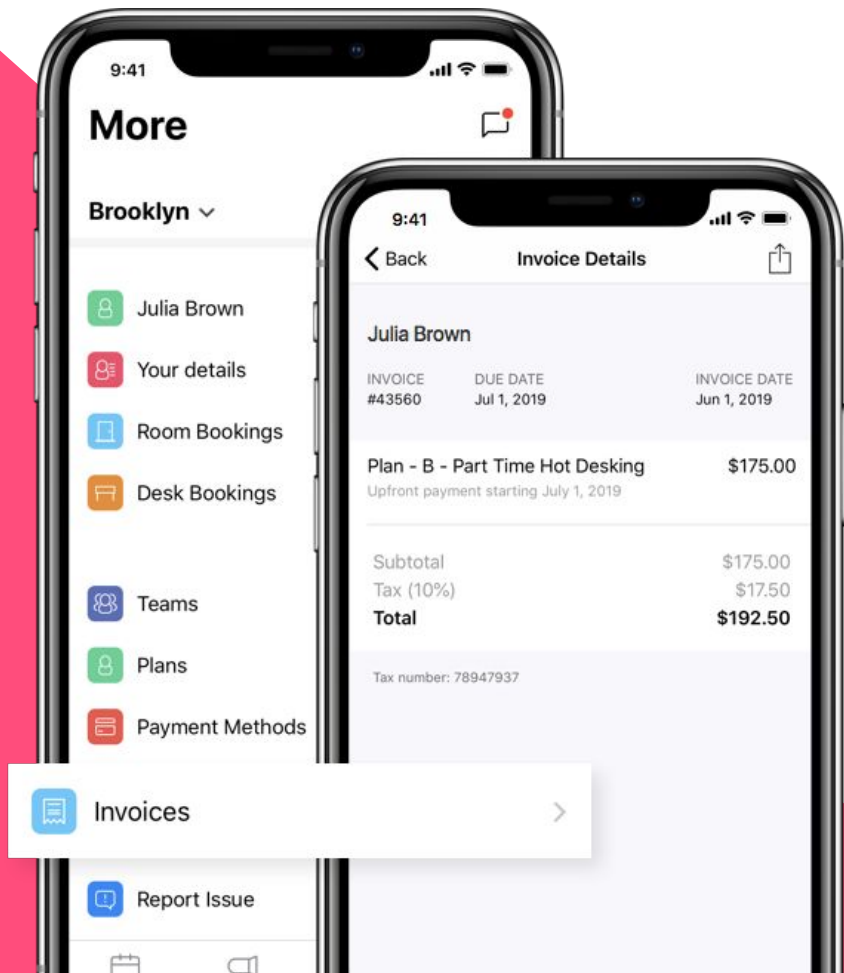 9:41
More
Brooklyn
Julia Brown
Your details
Room Bookings
Desk Bookings
Teams
Plans
Payment Methods
Invoices
Report Issue
9:41
Back
Invoice Details
Julia Brown
INVOICE DUE DATE INVOICE DATE
#43560 Jul 1, 2019 Jun 1, 2019
Plan - B - Part Time Hot Desking $175.00
Upfront payment starting July 1, 2019
Subtotal $175.00
Tax (10%) $17.50
Total $192.50
Tax number: 78947937